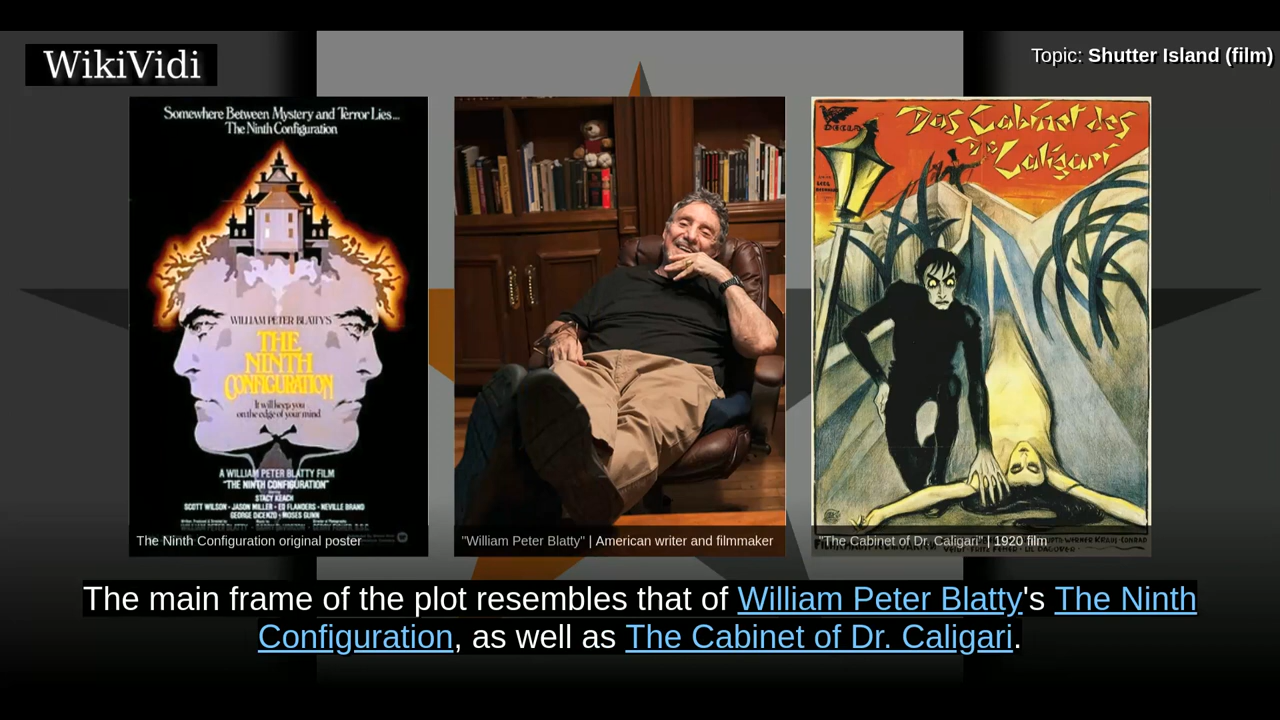 WikiVidi
Topic: Shutter Island (film)
Somewhere Between Mystery and Terror Lies...
The Ninth Configuration
WILLIAM PETER BLATTY'S
THE
NINTH
CONFIGURATION
It will keep you
on the edge of your mind
A WILLIAM PETER BLATTY FILM
"THE NINTH CONFIGURATION"
STACY KEACH
SCOTT WILSON • JASON MILLER • ED FLANDERS • NEVILLE BRAND
GEORGE DICENZO • MOSES GUNN
The Ninth Configuration original poster
"William Peter Blatty" | American writer and filmmaker
Das Cabinet des
Dr. Caligari
"The Cabinet of Dr. Caligari" | 1920 film
The main frame of the plot resembles that of William Peter Blatty's The Ninth
Configuration, as well as The Cabinet of Dr. Caligari.